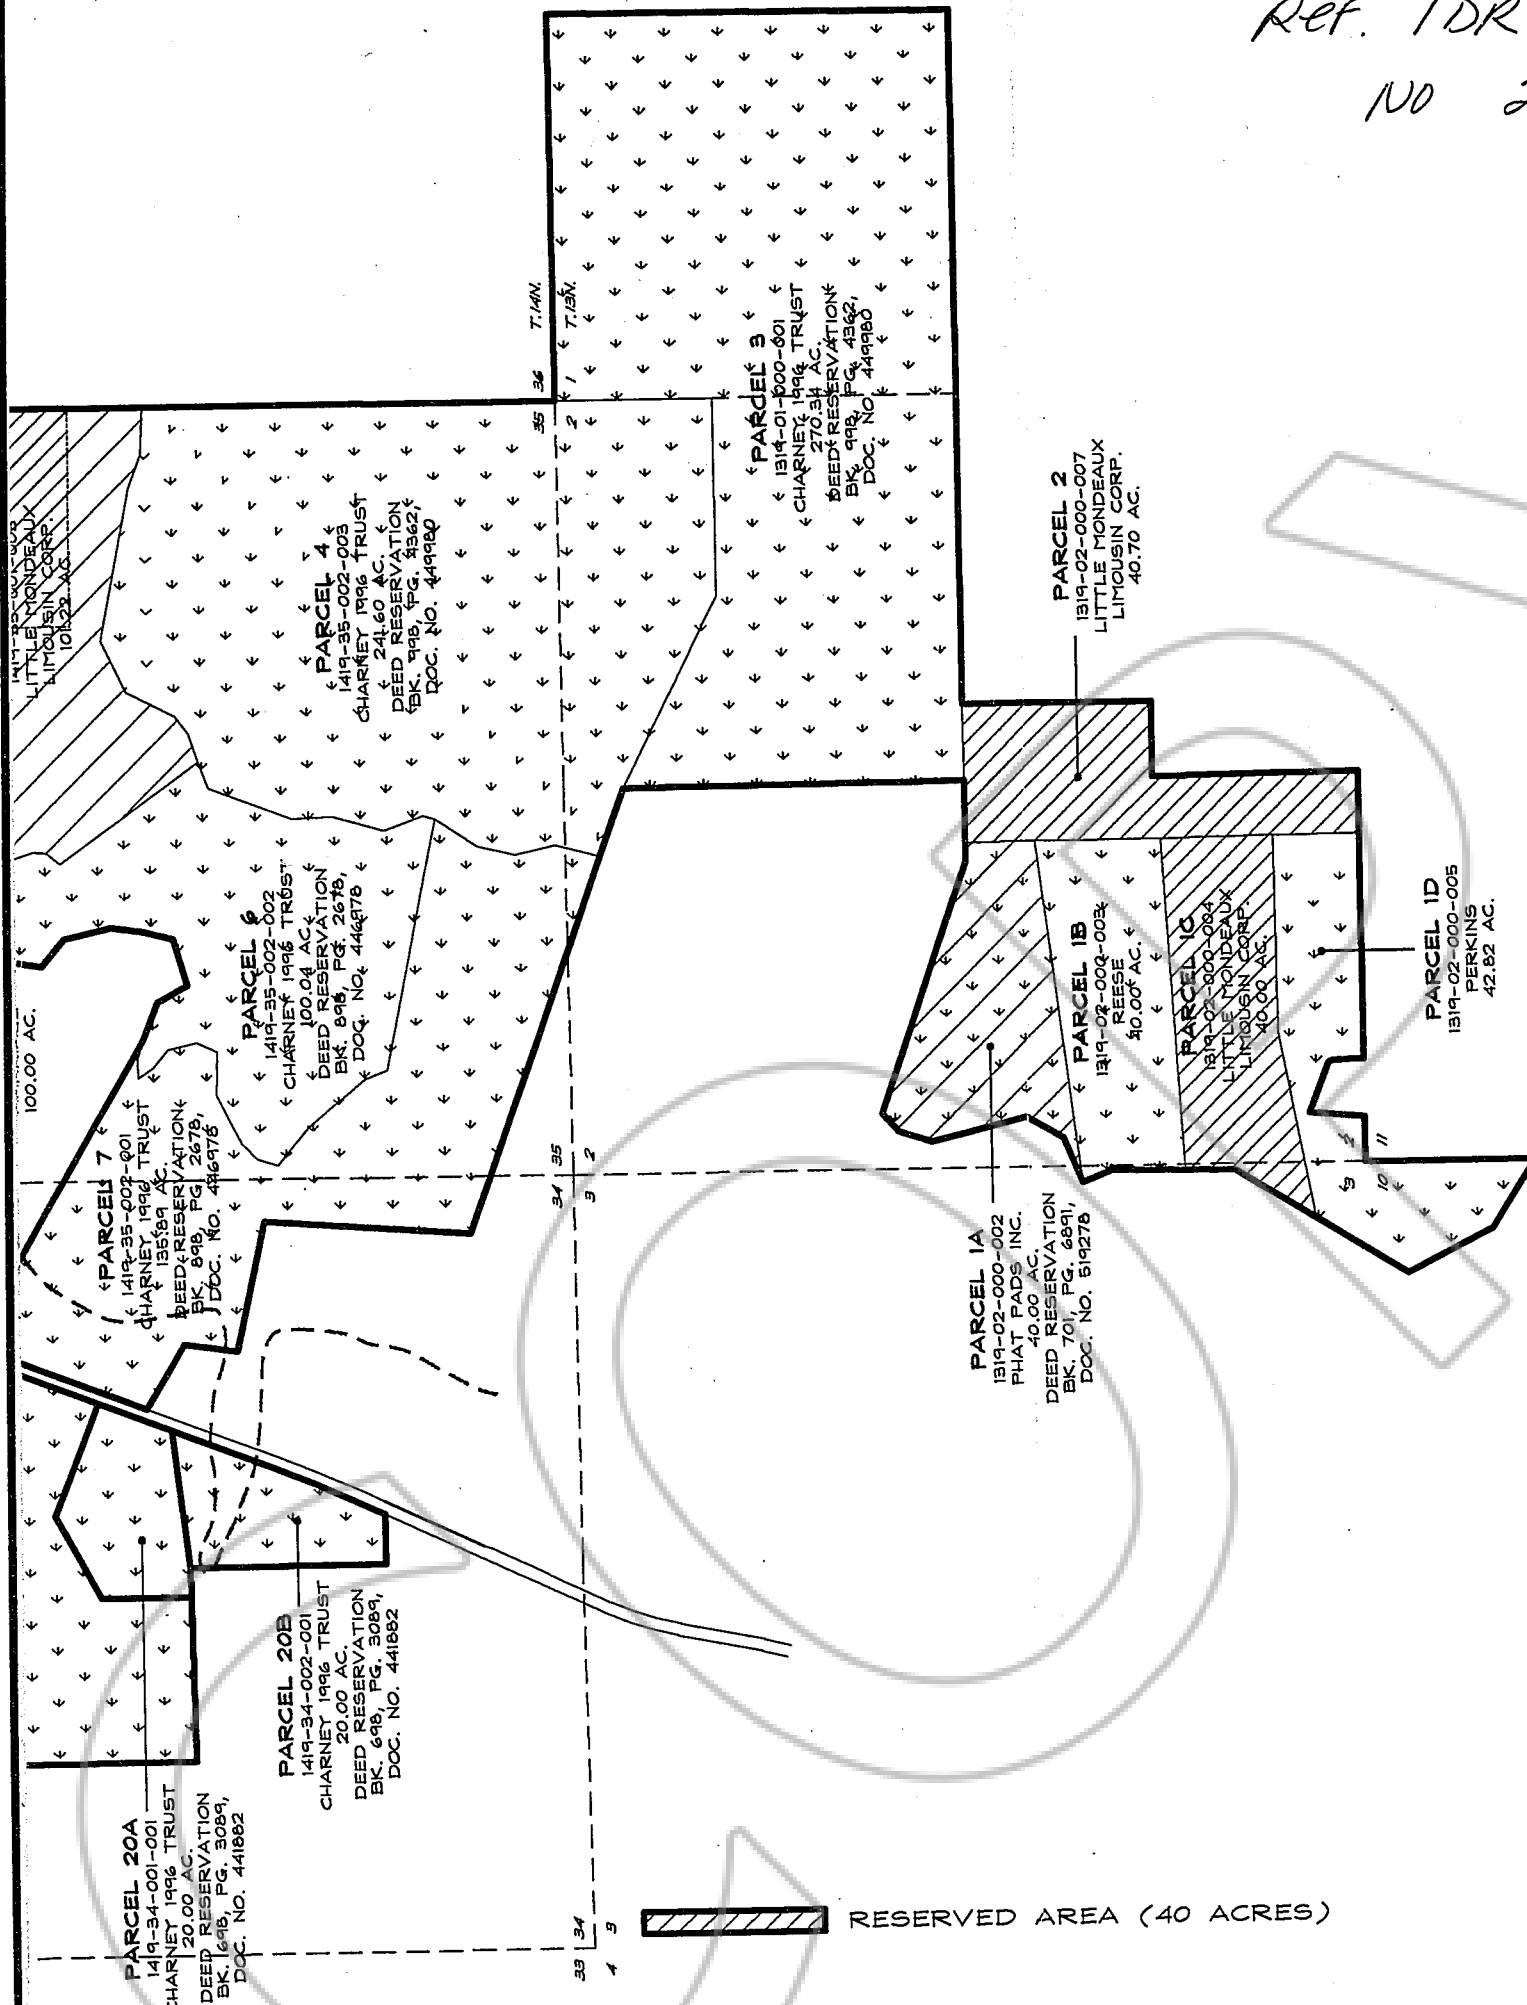 Ref. TDR
NO 2
T.14N.
36
T.13N.
1
35
2
LITTLE MONDEAUX
LIMOUSIN CORP.
101.22 AC.
PARCEL 4
1419-35-002-003
CHARNEY 1996 TRUST
241.60 AC.
DEED RESERVATION
BK. 998, PG. 4362,
DOC. NO. 449980
PARCEL 3
1319-01-000-001
CHARNEY 1996 TRUST
270.34 AC.
DEED RESERVATION
BK. 998, PG. 4362,
DOC. NO. 449980
PARCEL 2
1319-02-000-007
LITTLE MONDEAUX
LIMOUSIN CORP.
40.70 AC.
100.00 AC.
PARCEL 6
1419-35-002-002
CHARNEY 1996 TRUST
100.04 AC.
DEED RESERVATION
BK. 898, PG. 2678,
DOC. NO. 446978
PARCEL 7
1419-35-002-001
CHARNEY 1996 TRUST
135.89 AC.
DEED RESERVATION
BK. 898, PG. 2678,
DOC. NO. 446978
34 35
3 2
PARCEL 1B
1319-02-000-003
REESE
40.00 AC.
PARCEL 1C
1319-02-000-004
LITTLE MONDEAUX
LIMOUSIN CORP.
40.00 AC.
PARCEL 1D
1319-02-000-005
PERKINS
42.82 AC.
3 2
10 11
PARCEL 1A
1319-02-000-002
PHAT PADS INC.
40.00 AC.
DEED RESERVATION
BK. 701, PG. 6891,
DOC. NO. 519278
PARCEL 20B
1419-34-002-001
CHARNEY 1996 TRUST
20.00 AC.
DEED RESERVATION
BK. 698, PG. 3089,
DOC. NO. 441882
PARCEL 20A
1419-34-001-001
CHARNEY 1996 TRUST
20.00 AC.
DEED RESERVATION
BK. 698, PG. 3089,
DOC. NO. 441882
33 34
4 3
RESERVED AREA (40 ACRES)